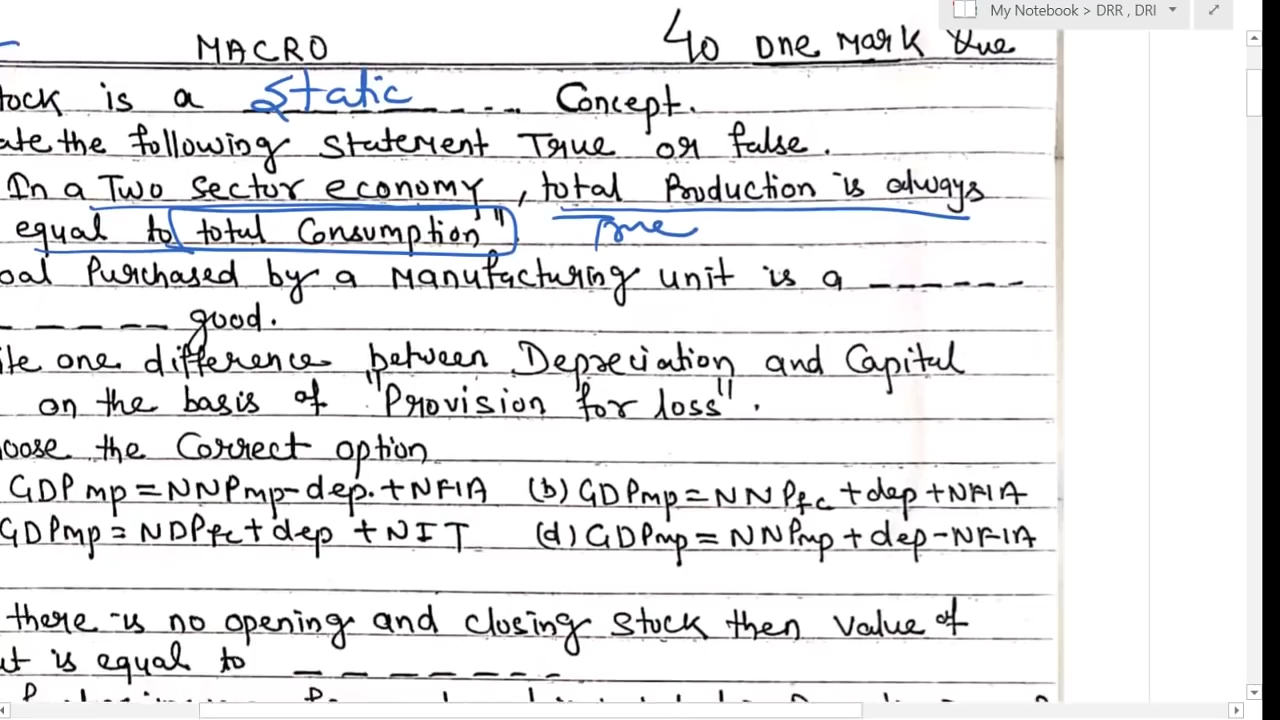 My Notebook > DRR , DRI
MACRO 40 one mark que
tock is a Static Concept.
ate the following statement True or false.
In a Two sector economy, total Production is always
equal to total Consumption" True
oal Purchased by a Manufacturing unit is a ------
----- good.
ite one difference between Depreciation and Capital
on the basis of "Provision for loss".
oose the Correct option
GDPmp=NNPmp-dep.+NFIA (b) GDPmp=NNPfc+dep+NFIA
GDPmp=NDPfc+dep+NIT (d) GDPmp=NNPmp+dep-NFIA
there is no opening and closing stock then value of
ut is equal to -------